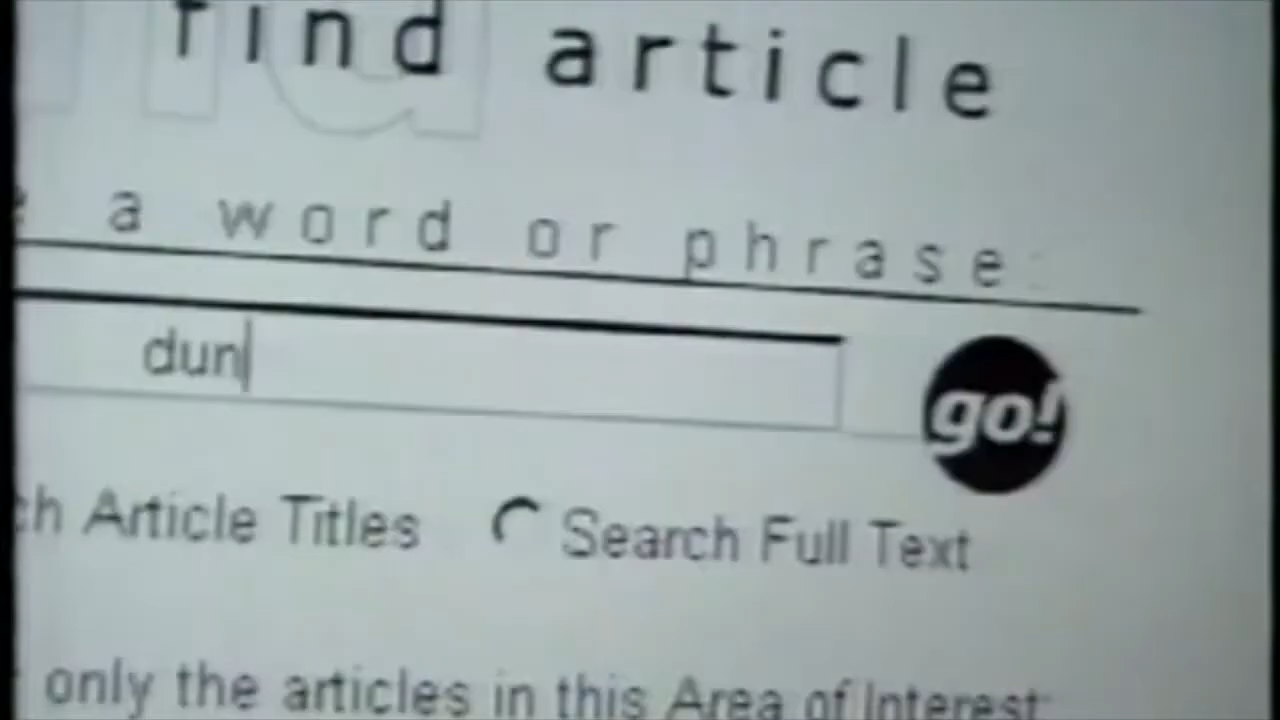 find article
a word or phrase:
dun
go!
Article Titles Search Full Text
only the articles in this Area of Interest: